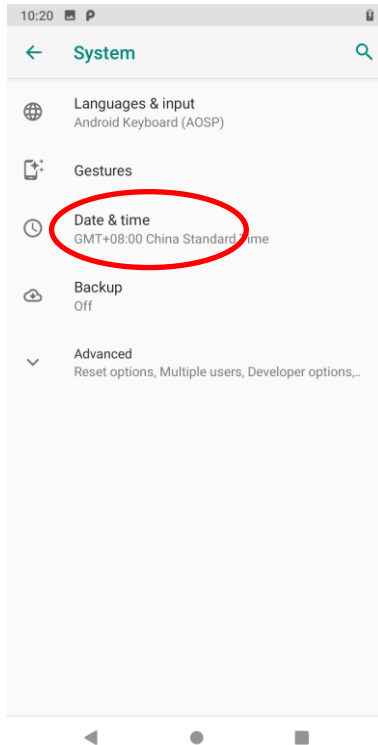 10:20
System
Languages & input
Android Keyboard (AOSP)
Gestures
Date & time
GMT+08:00 China Standard Time
Backup
Off
Advanced
Reset options, Multiple users, Developer options,..